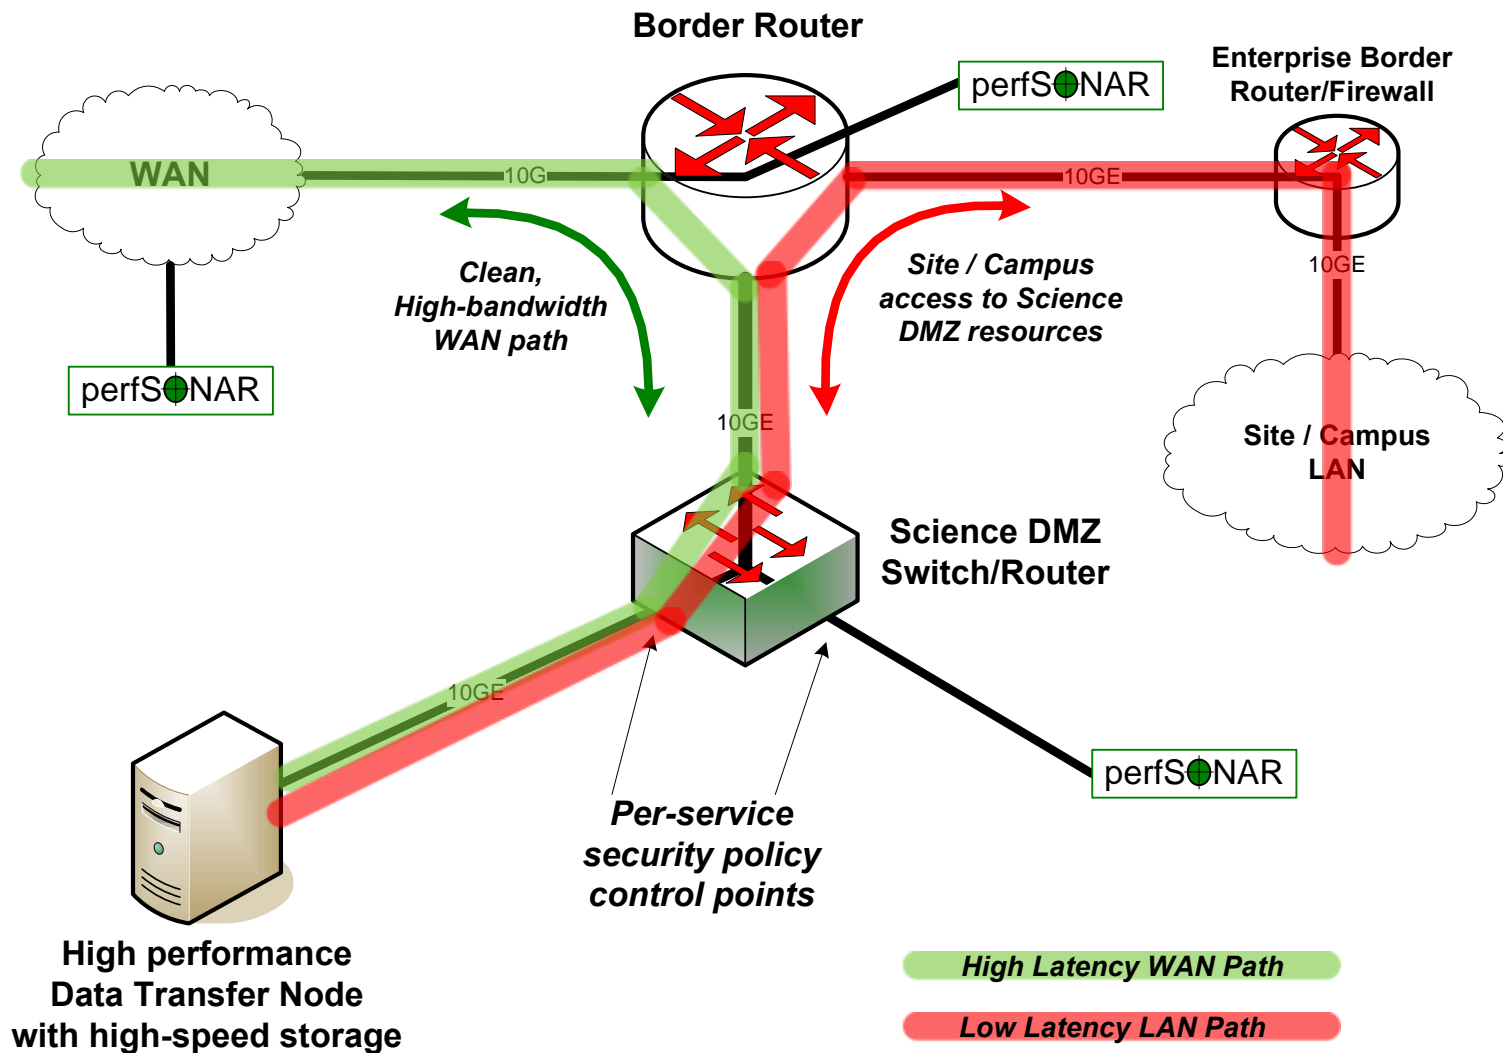 Border Router
perfSONAR
Enterprise Border
Router/Firewall
WAN
10G
10GE
Clean,
High-bandwidth
WAN path
Site / Campus
access to Science
DMZ resources
10GE
perfSONAR
10GE
Site / Campus
LAN
Science DMZ
Switch/Router
10GE
perfSONAR
Per-service
security policy
control points
High performance
Data Transfer Node
with high-speed storage
High Latency WAN Path
Low Latency LAN Path